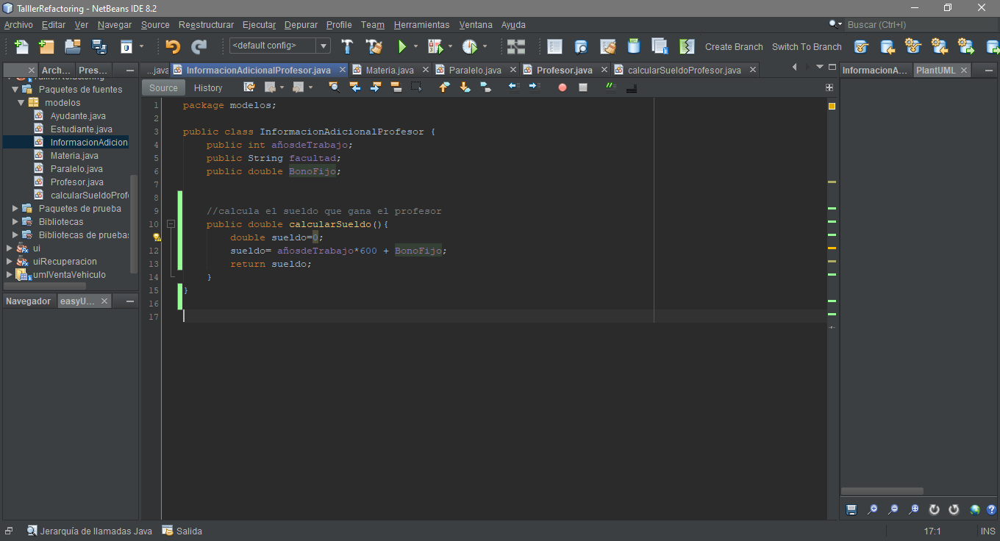 TalllerRefactoring - NetBeans IDE 8.2
Archivo Editar Ver Navegar Source Reestructurar Ejecutar Depurar Profile Team Herramientas Ventana Ayuda
Buscar (Ctrl+I)
<default config>
Create Branch Switch To Branch
Arch... Pres...
...java InformacionAdicionalProfesor.java Materia.java Paralelo.java Profesor.java calcularSueldoProfesor.java
InformacionA... PlantUML
Source History
Paquetes de fuentes
modelos
Ayudante.java
Estudiante.java
InformacionAdicion
Materia.java
Paralelo.java
Profesor.java
calcularSueldoProf
Paquetes de prueba
Bibliotecas
Bibliotecas de pruebas
ui
uiRecuperacion
umlVentaVehiculo
Navegador easyU...
1 package modelos;
2
3 public class InformacionAdicionalProfesor {
4 public int añosdeTrabajo;
5 public String facultad;
6 public double BonoFijo;
7
8
9 //calcula el sueldo que gana el profesor
10 public double calcularSueldo(){
double sueldo=0;
12 sueldo= añosdeTrabajo*600 + BonoFijo;
13 return sueldo;
14 }
15 }
16
17
Jerarquía de llamadas Java Salida
17:1 INS